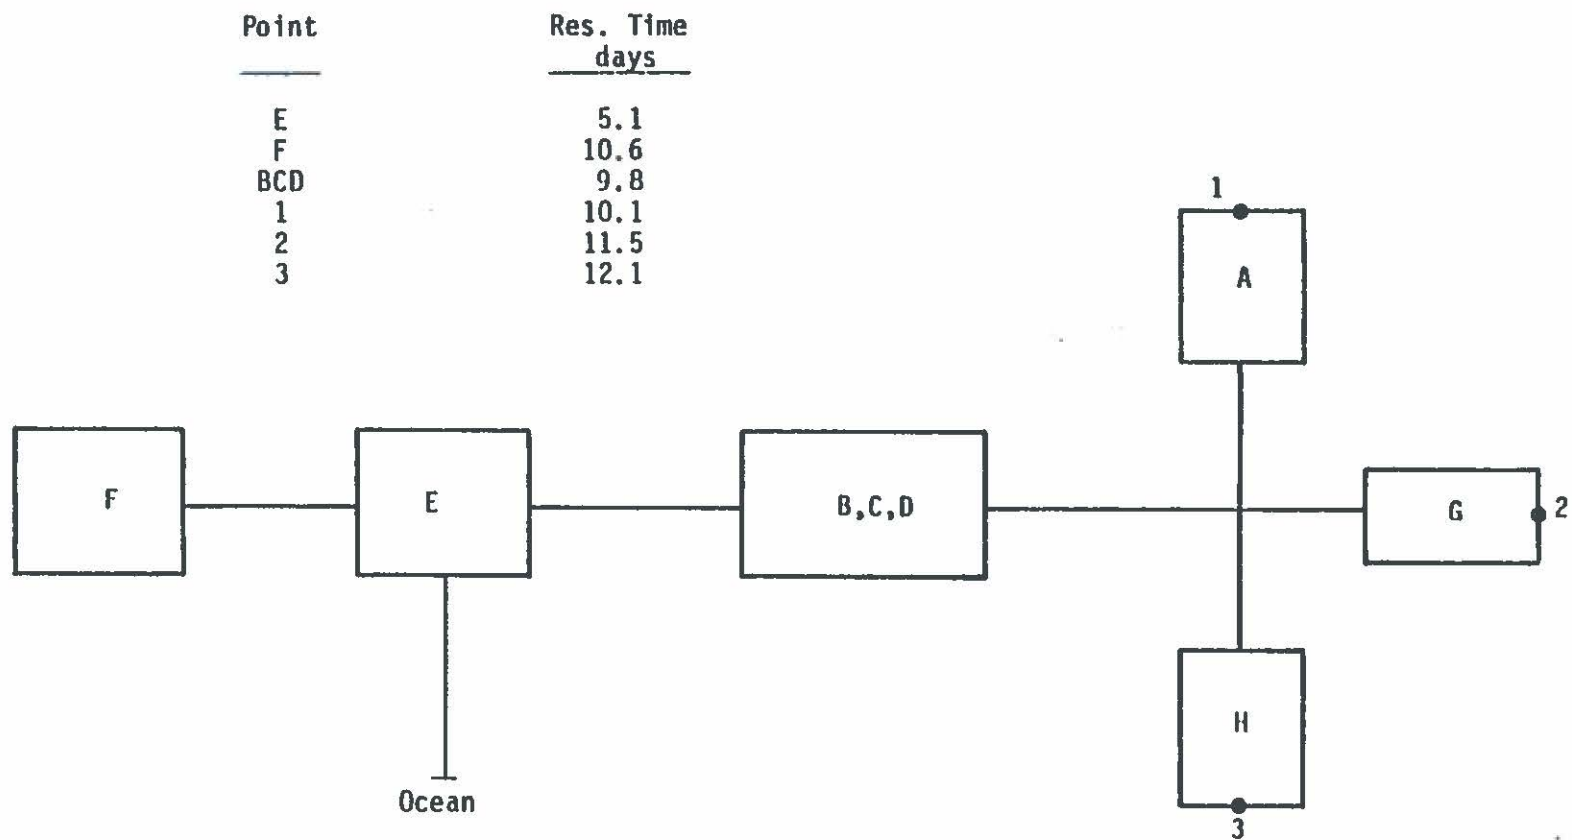 Point Res. Time
days
E 5.1
F 10.6
BCD 9.8
1 10.1
2 11.5
3 12.1
1
A
F E B,C,D G 2
H
Ocean
3